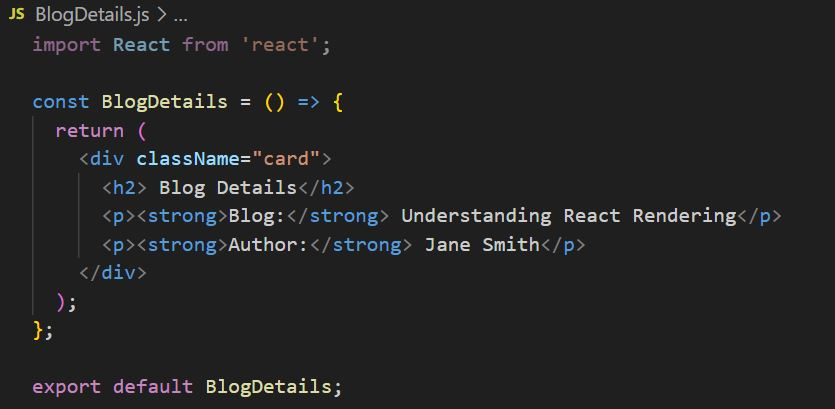 JS BlogDetails.js > ...
import React from 'react';
const BlogDetails = () => {
return (
<div className="card">
<h2> Blog Details</h2>
<p><strong>Blog:</strong> Understanding React Rendering</p>
<p><strong>Author:</strong> Jane Smith</p>
</div>
);
};
export default BlogDetails;